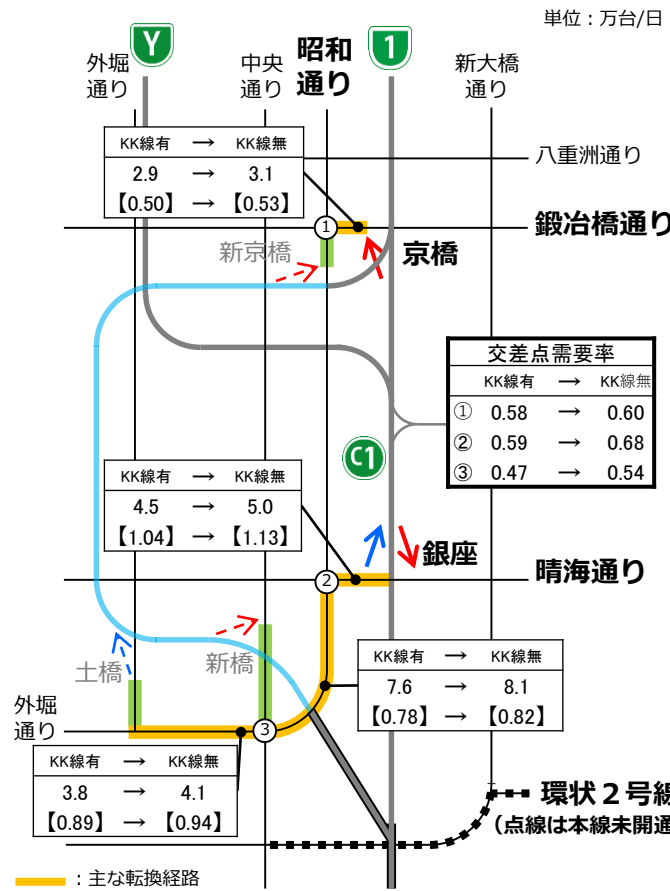 単位：万台/日
Y
1
外堀
通り
中央
通り
昭和
通り
新大橋
通り
KK線有 → KK線無
2.9 → 3.1
【0.50】 → 【0.53】
八重洲通り
①
鍛冶橋通り
新京橋
京橋
交差点需要率
KK線有 → KK線無
① 0.58 → 0.60
② 0.59 → 0.68
③ 0.47 → 0.54
C1
KK線有 → KK線無
4.5 → 5.0
【1.04】 → 【1.13】
銀座
②
晴海通り
土橋
新橋
KK線有 → KK線無
7.6 → 8.1
【0.78】 → 【0.82】
外堀
通り
③
KK線有 → KK線無
3.8 → 4.1
【0.89】 → 【0.94】
環状２号線
（点線は本線未開通
：主な転換経路